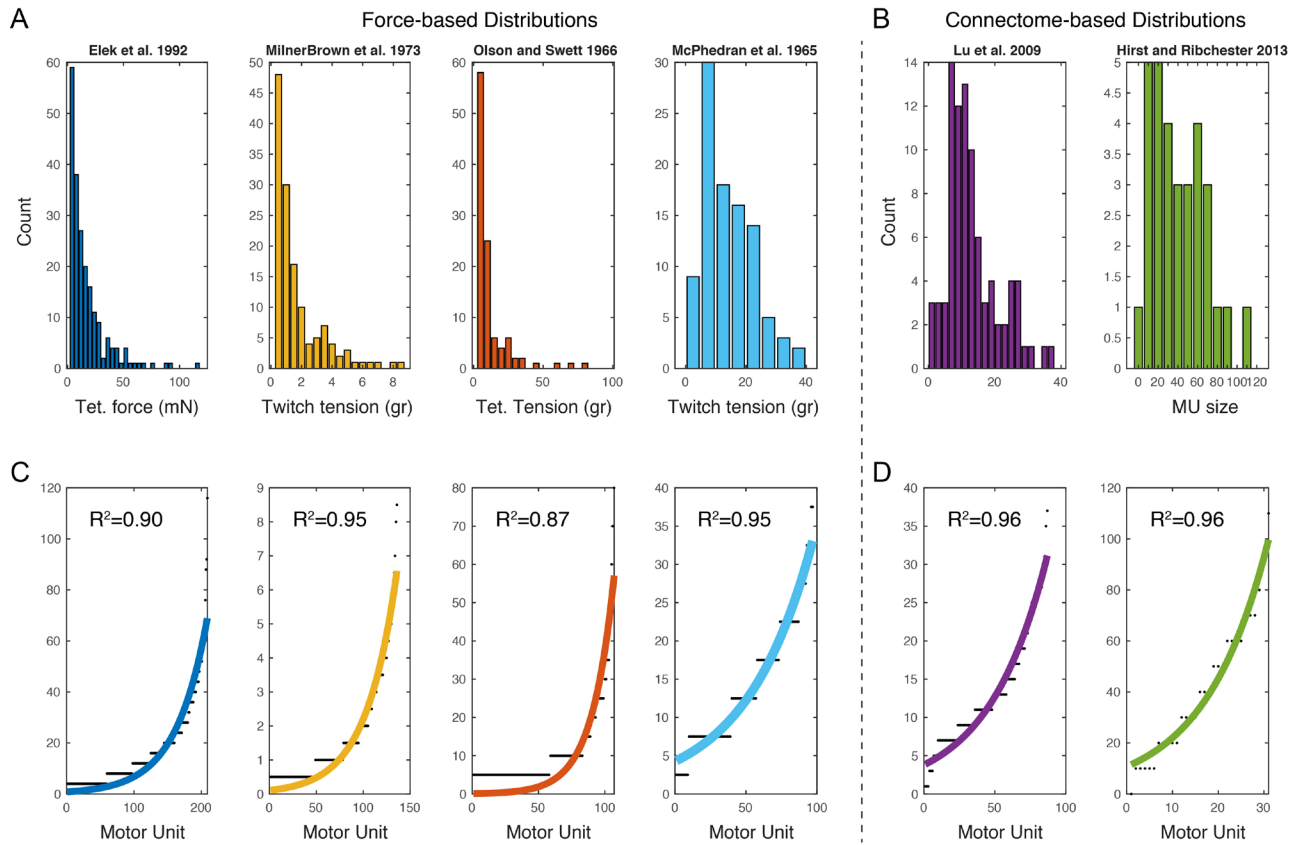 A
Force-based Distributions
B
Connectome-based Distributions
Elek et al. 1992
MilnerBrown et al. 1973
Olson and Swett 1966
McPhedran et al. 1965
Lu et al. 2009
Hirst and Ribchester 2013
Count
60
50
40
30
20
10
0
0 50 100
Tet. force (mN)
50
45
40
35
30
25
20
15
10
5
0
0 2 4 6 8
Twitch tension (gr)
60
50
40
30
20
10
0
0 50 100
Tet. Tension (gr)
30
25
20
15
10
5
0
0 20 40
Twitch tension (gr)
Count
14
12
10
8
6
4
2
0
0 20 40
5
4.5
4
3.5
3
2.5
2
1.5
1
0.5
0
0 20 40 60 80 100 120
MU size
C
D
120
100
80
60
40
20
0
R²=0.90
0 100 200
Motor Unit
9
8
7
6
5
4
3
2
1
0
R²=0.95
0 50 100 150
Motor Unit
80
70
60
50
40
30
20
10
0
R²=0.87
0 50 100
Motor Unit
40
35
30
25
20
15
10
5
0
R²=0.95
0 50 100
Motor Unit
40
35
30
25
20
15
10
5
0
R²=0.96
0 50 100
Motor Unit
120
100
80
60
40
20
0
R²=0.96
0 10 20 30
Motor Unit